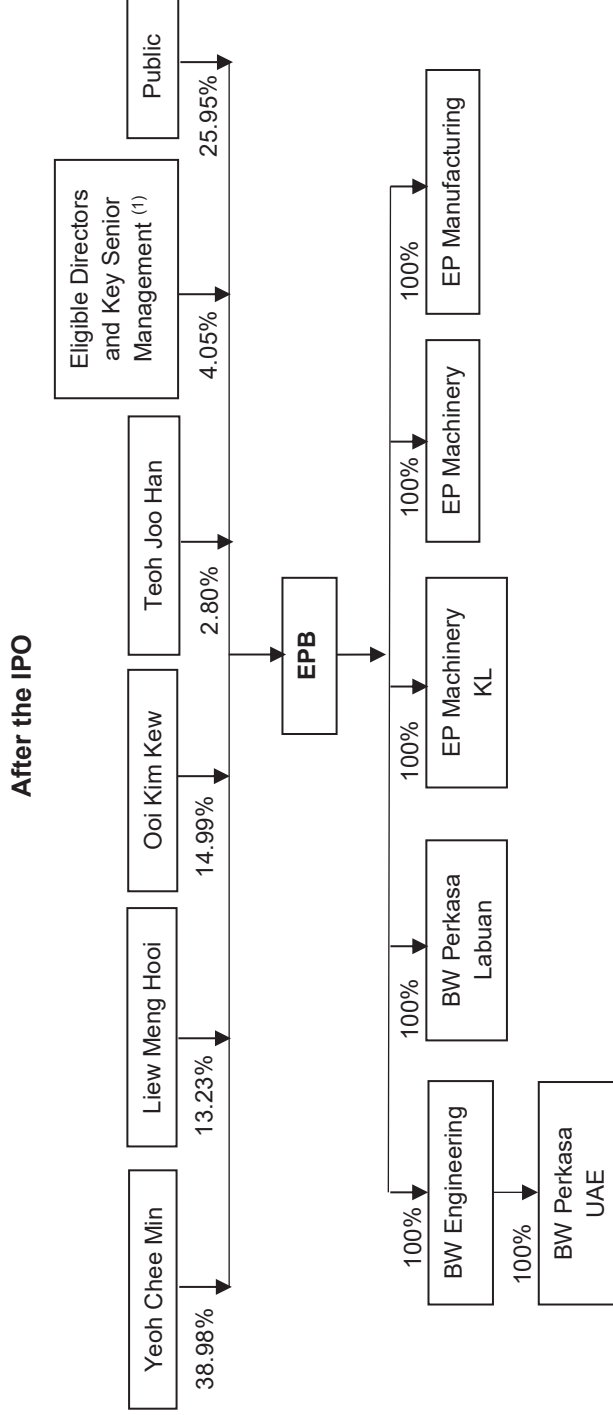 After the IPO
Yeoh Chee Min
Liew Meng Hooi
Ooi Kim Kew
Teoh Joo Han
Eligible Directors
and Key Senior
Management (1)
Public
38.98%
13.23%
14.99%
2.80%
4.05%
25.95%
EPB
100%
100%
100%
100%
100%
BW Engineering
BW Perkasa
Labuan
EP Machinery
KL
EP Machinery
EP Manufacturing
100%
BW Perkasa
UAE